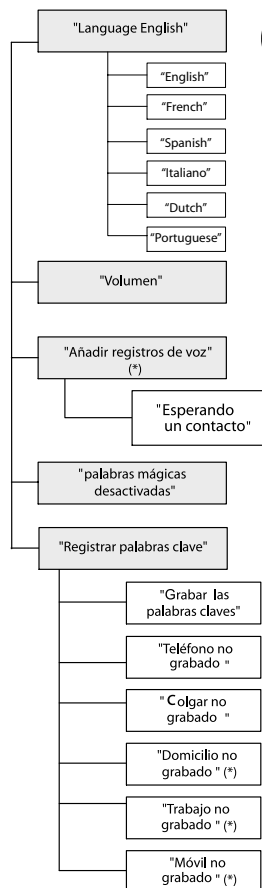 "Language English"
“English”
“French”
“Spanish”
“Italiano”
“Dutch”
“Portuguese”
"Volumen"
"Añadir registros de voz"
(*)
"Esperando
un contacto"
"palabras mágicas
desactivadas"
"Registrar palabras clave"
"Grabar las
palabras claves"
"Teléfono no
grabado "
"Colgar no
grabado "
"Domicilio no
grabado " (*)
"Trabajo no
grabado " (*)
"Móvil no
grabado " (*)